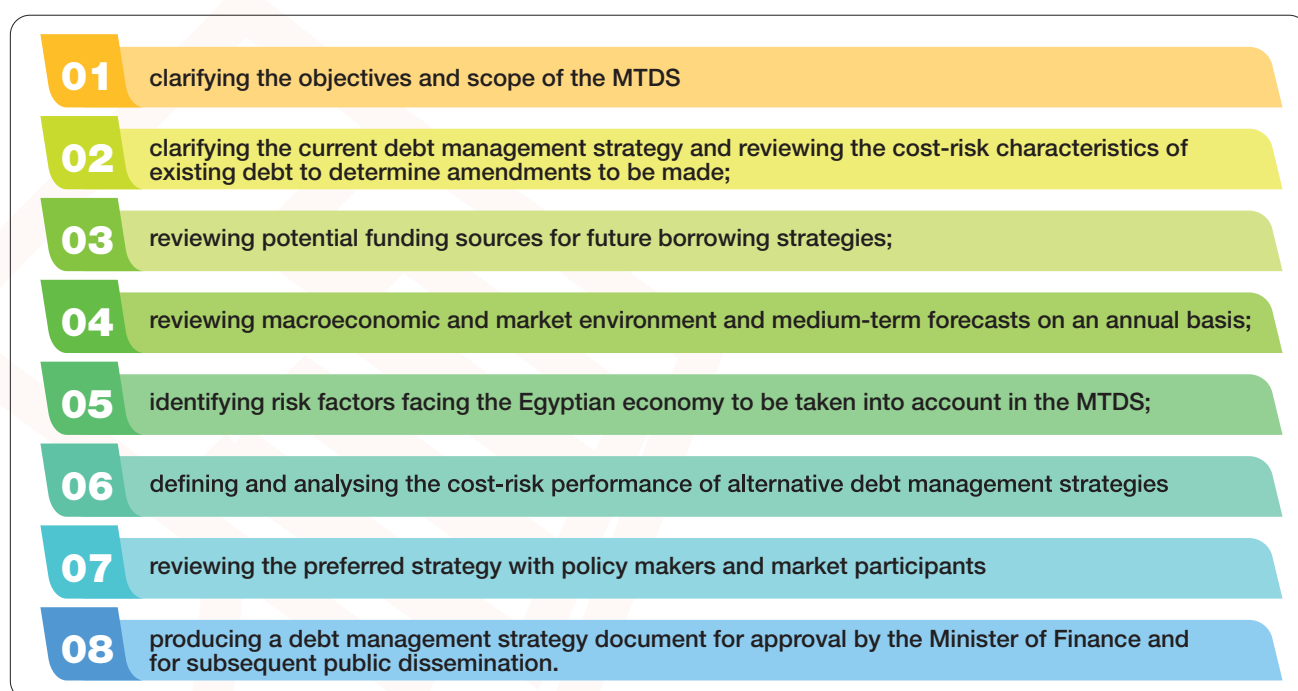 01
clarifying the objectives and scope of the MTDS
02
clarifying the current debt management strategy and reviewing the cost-risk characteristics of
existing debt to determine amendments to be made;
03
reviewing potential funding sources for future borrowing strategies;
04
reviewing macroeconomic and market environment and medium-term forecasts on an annual basis;
05
identifying risk factors facing the Egyptian economy to be taken into account in the MTDS;
06
defining and analysing the cost-risk performance of alternative debt management strategies
07
reviewing the preferred strategy with policy makers and market participants
08
producing a debt management strategy document for approval by the Minister of Finance and
for subsequent public dissemination.